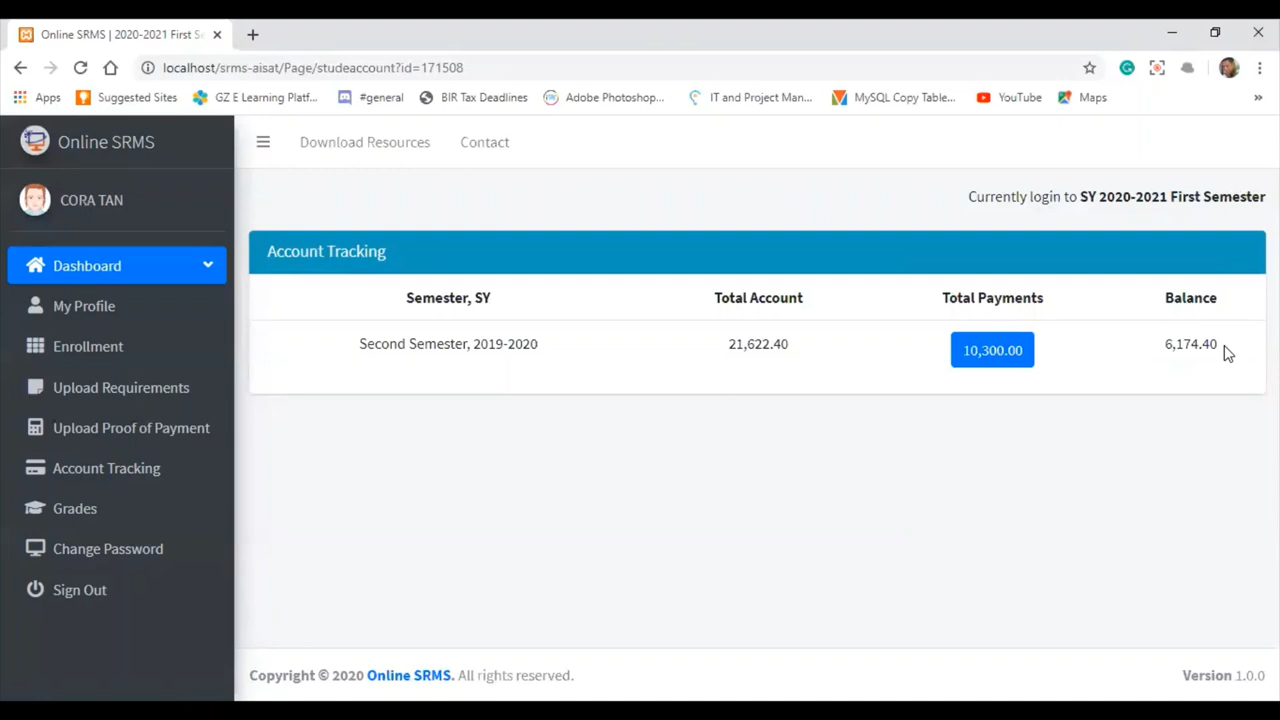 Online SRMS | 2020-2021 First Se
localhost/srms-aisat/Page/studeaccount?id=171508
Apps Suggested Sites GZ E Learning Platf... #general BIR Tax Deadlines Adobe Photoshop... IT and Project Man... MySQL Copy Table... YouTube Maps »
Online SRMS
Download Resources Contact
CORA TAN
Currently login to SY 2020-2021 First Semester
Dashboard
My Profile
Enrollment
Upload Requirements
Upload Proof of Payment
Account Tracking
Grades
Change Password
Sign Out
Account Tracking
Semester, SY Total Account Total Payments Balance
Second Semester, 2019-2020 21,622.40 10,300.00 6,174.40
Copyright © 2020 Online SRMS. All rights reserved. Version 1.0.0